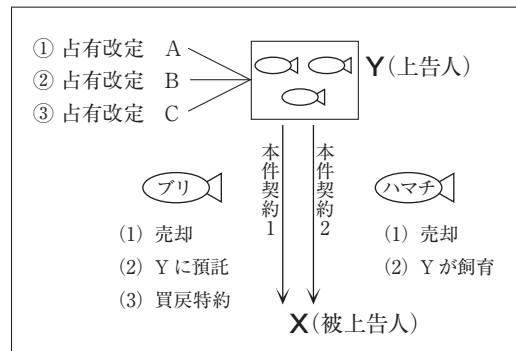 ① 占有改定 A
② 占有改定 B
③ 占有改定 C
Y(上告人)
本件契約1
本件契約2
ブリ
(1) 売却
(2) Yに預託
(3) 買戻特約
ハマチ
(1) 売却
(2) Yが飼育
X(被上告人)